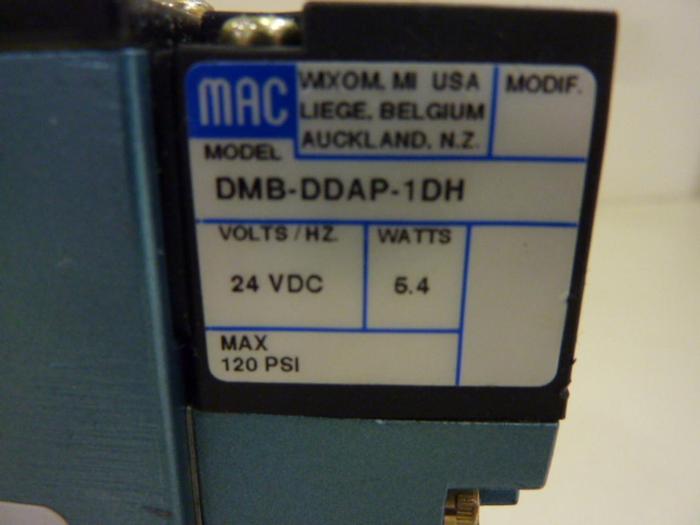 MAC
WIXOM, MI USA
LIEGE, BELGIUM
AUCKLAND, N.Z.
MODIF.
MODEL
DMB-DDAP-1DH
VOLTS/HZ.
WATTS
24 VDC
5.4
MAX
120 PSI